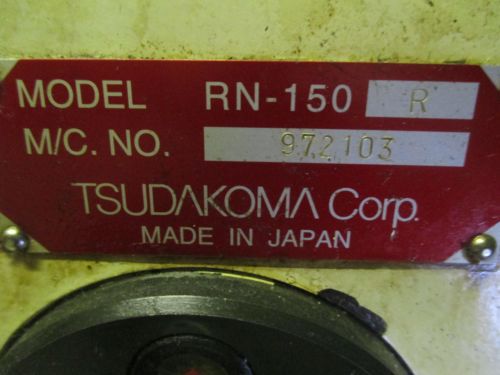 MODEL RN-150 R
M/C. NO. 972103
TSUDAKOMA Corp.
MADE IN JAPAN